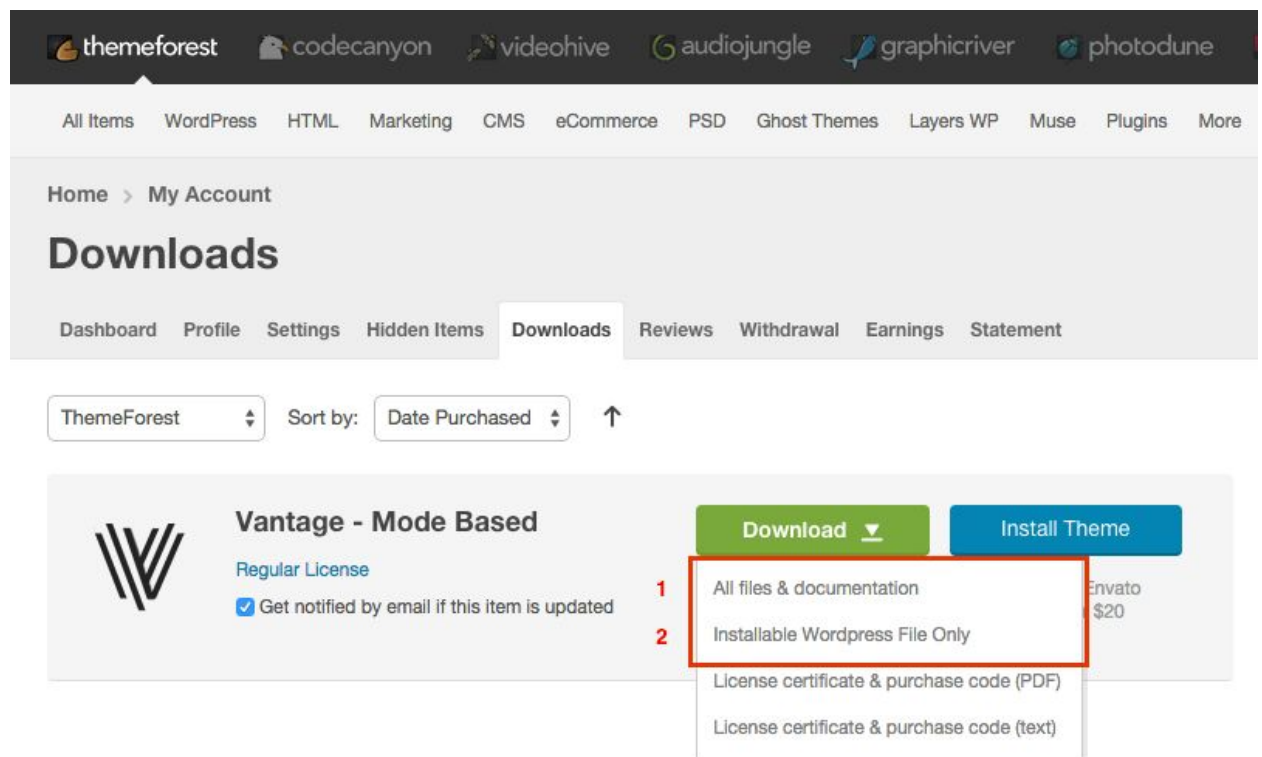 themeforest codecanyon videohive audiojungle graphicriver photodune
All Items WordPress HTML Marketing CMS eCommerce PSD Ghost Themes Layers WP Muse Plugins More
Home > My Account
Downloads
Dashboard Profile Settings Hidden Items Downloads Reviews Withdrawal Earnings Statement
ThemeForest Sort by: Date Purchased ↑
Vantage - Mode Based
Download Install Theme
Regular License
1 All files & documentation Envato
Get notified by email if this item is updated $20
2 Installable Wordpress File Only
License certificate & purchase code (PDF)
License certificate & purchase code (text)